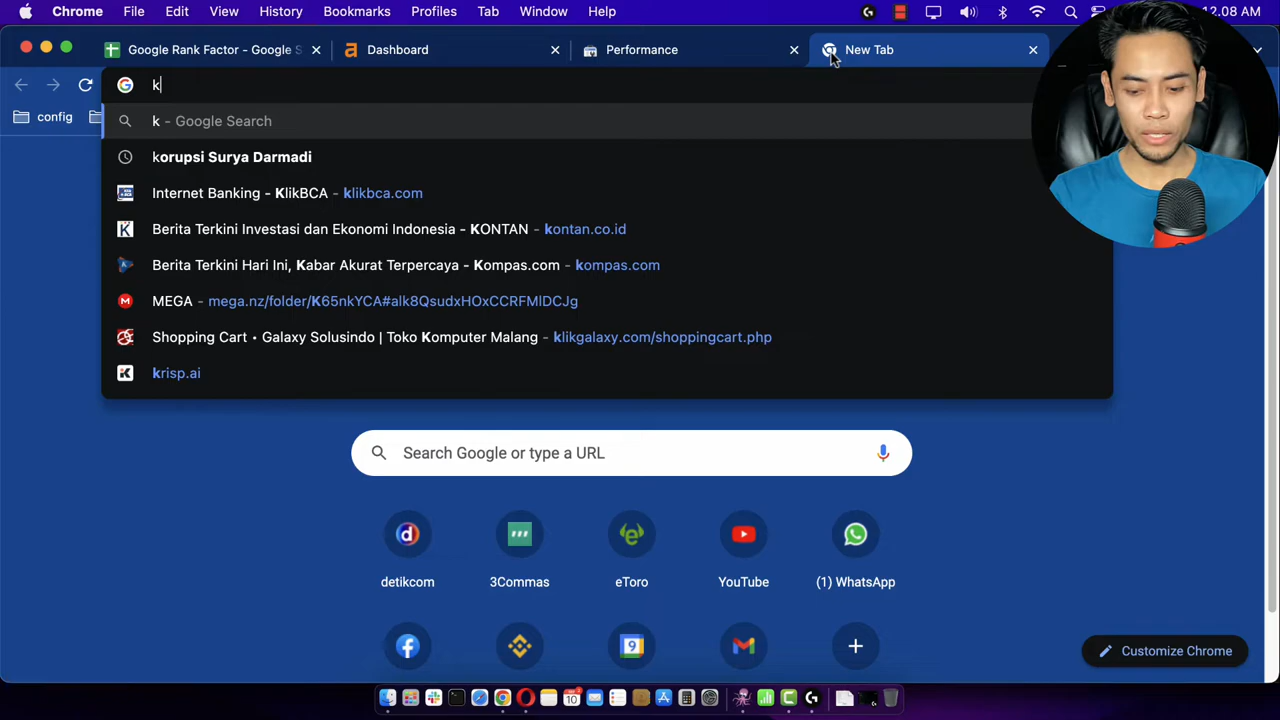 Chrome File Edit View History Bookmarks Profiles Tab Window Help 12.08 AM
Google Rank Factor - Google S Dashboard Performance New Tab
k
config
k - Google Search
korupsi Surya Darmadi
Internet Banking - KlikBCA - klikbca.com
Berita Terkini Investasi dan Ekonomi Indonesia - KONTAN - kontan.co.id
Berita Terkini Hari Ini, Kabar Akurat Terpercaya - Kompas.com - kompas.com
MEGA - mega.nz/folder/K65nkYCA#alk8QsudxHOxCCRFMlDCJg
Shopping Cart • Galaxy Solusindo | Toko Komputer Malang - klikgalaxy.com/shoppingcart.php
krisp.ai
Search Google or type a URL
detikcom 3Commas eToro YouTube (1) WhatsApp
Customize Chrome